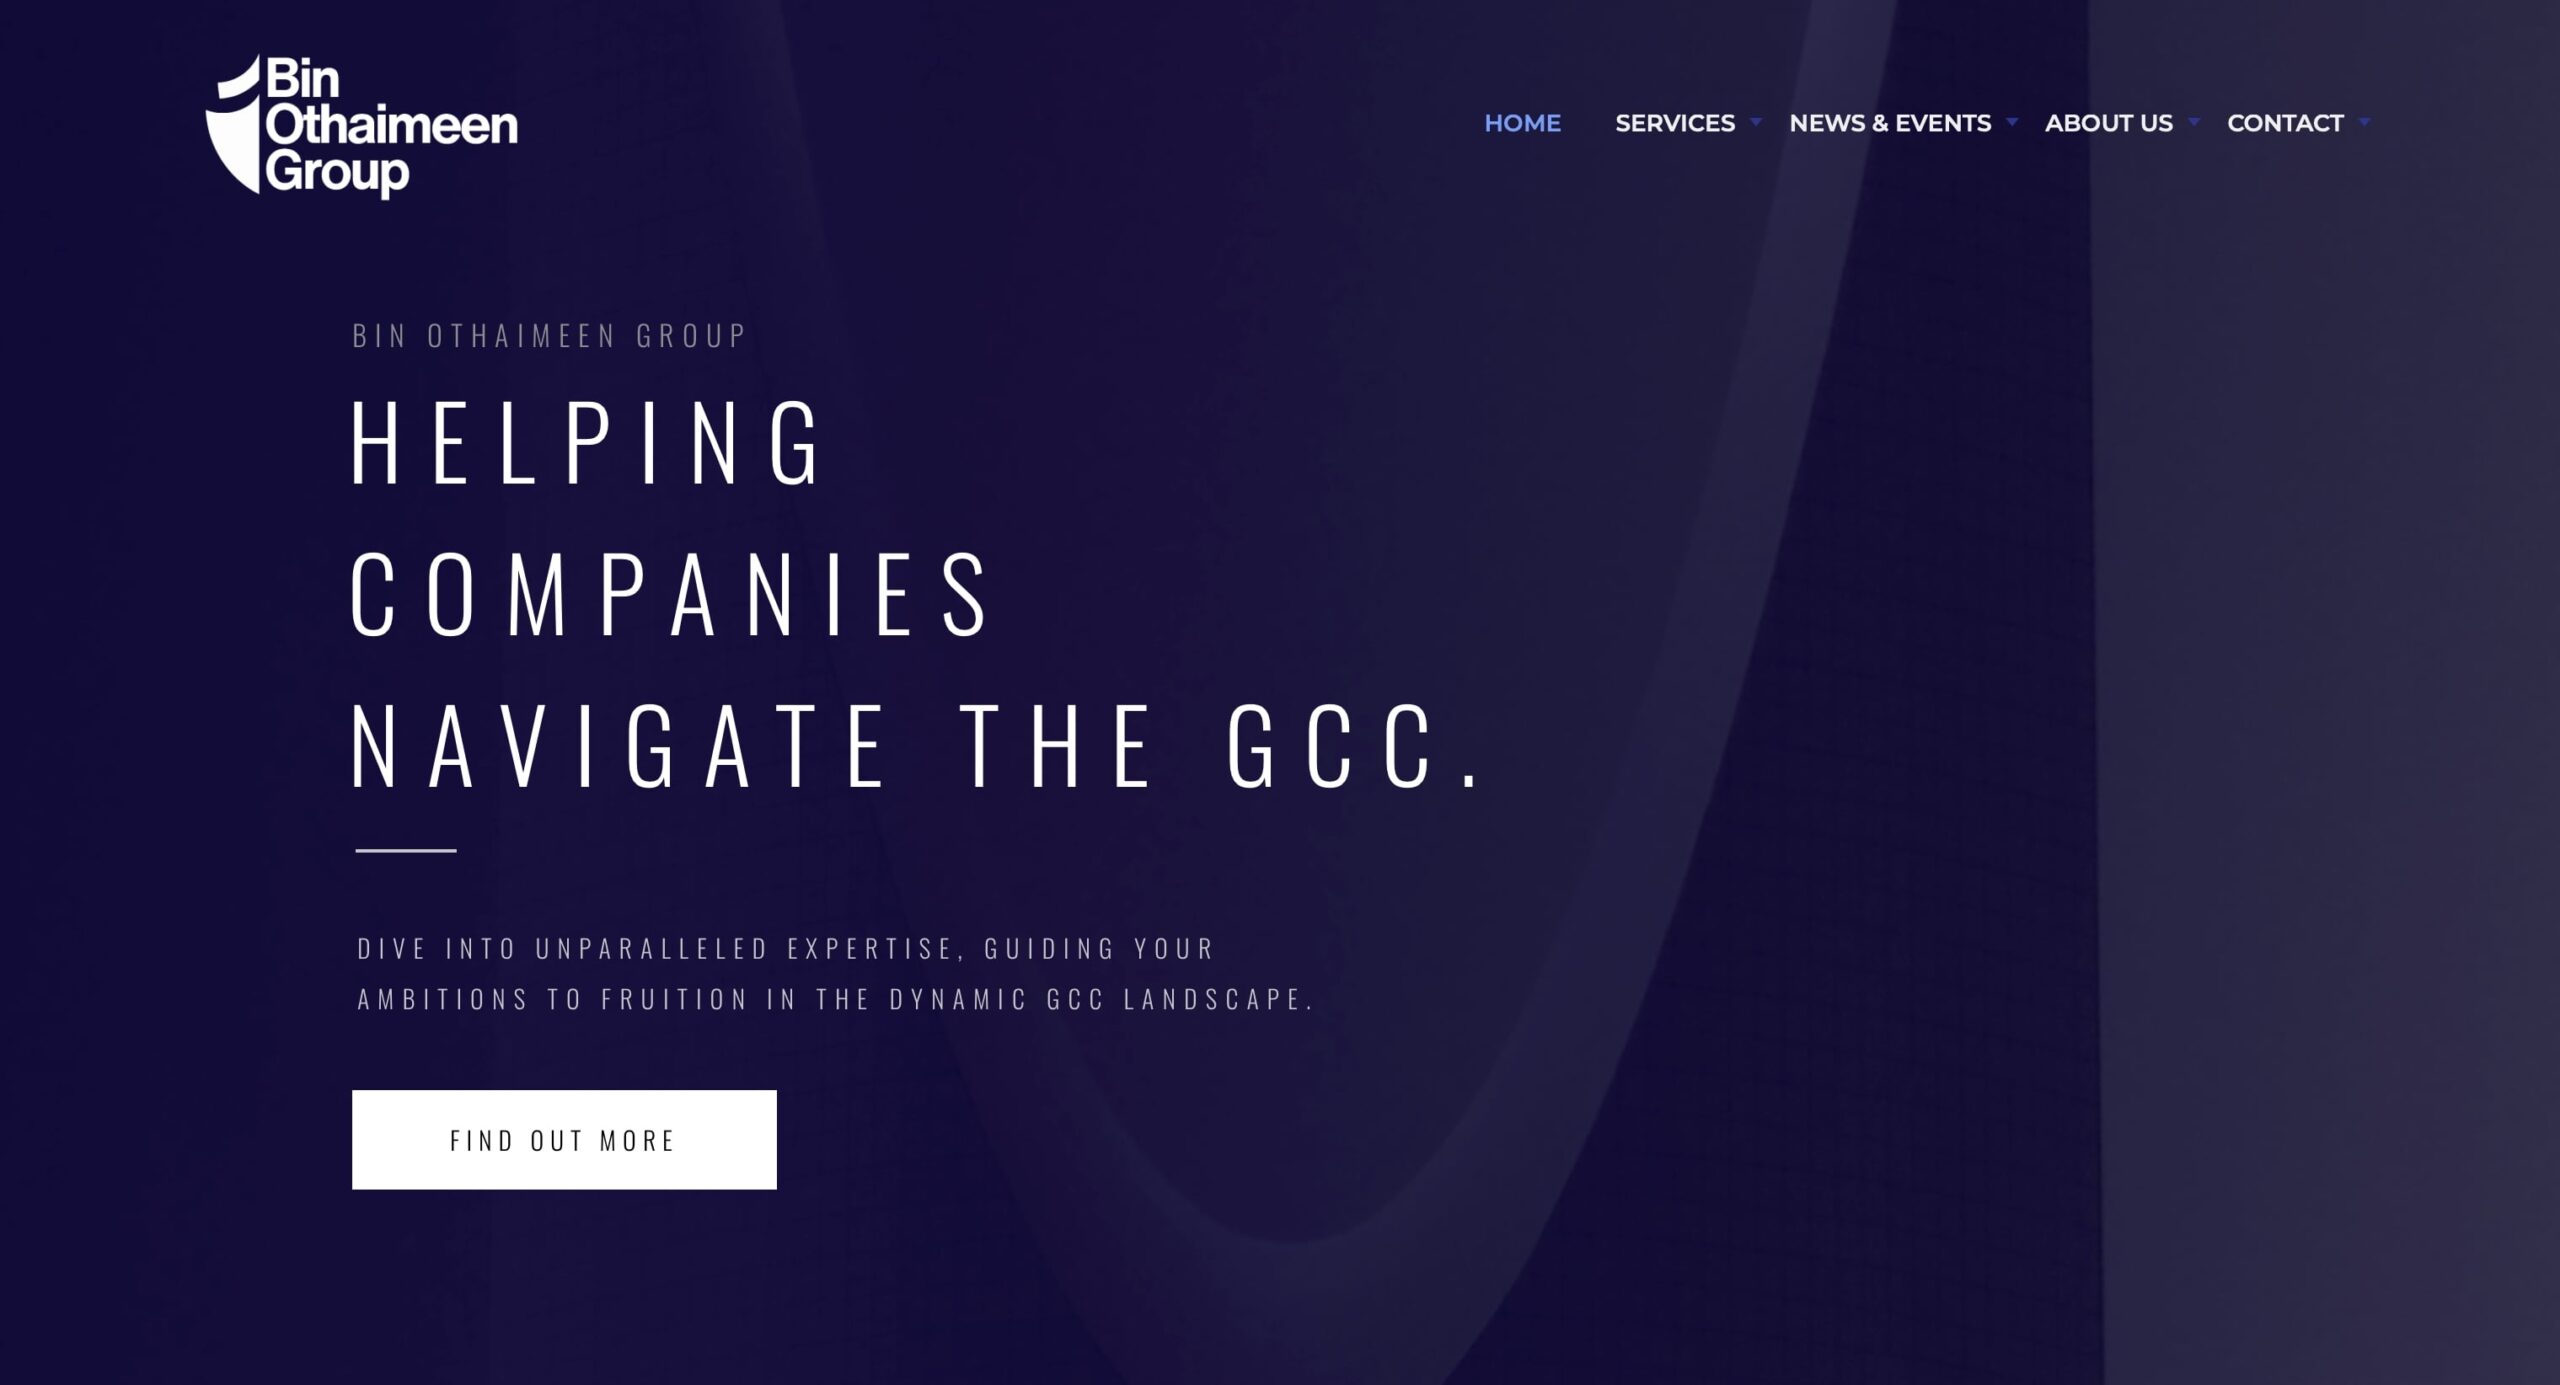 Bin
Othaimeen
Group
HOME SERVICES NEWS & EVENTS ABOUT US CONTACT
BIN OTHAIMEEN GROUP
HELPING
COMPANIES
NAVIGATE THE GCC.
DIVE INTO UNPARALLELED EXPERTISE, GUIDING YOUR
AMBITIONS TO FRUITION IN THE DYNAMIC GCC LANDSCAPE.
FIND OUT MORE